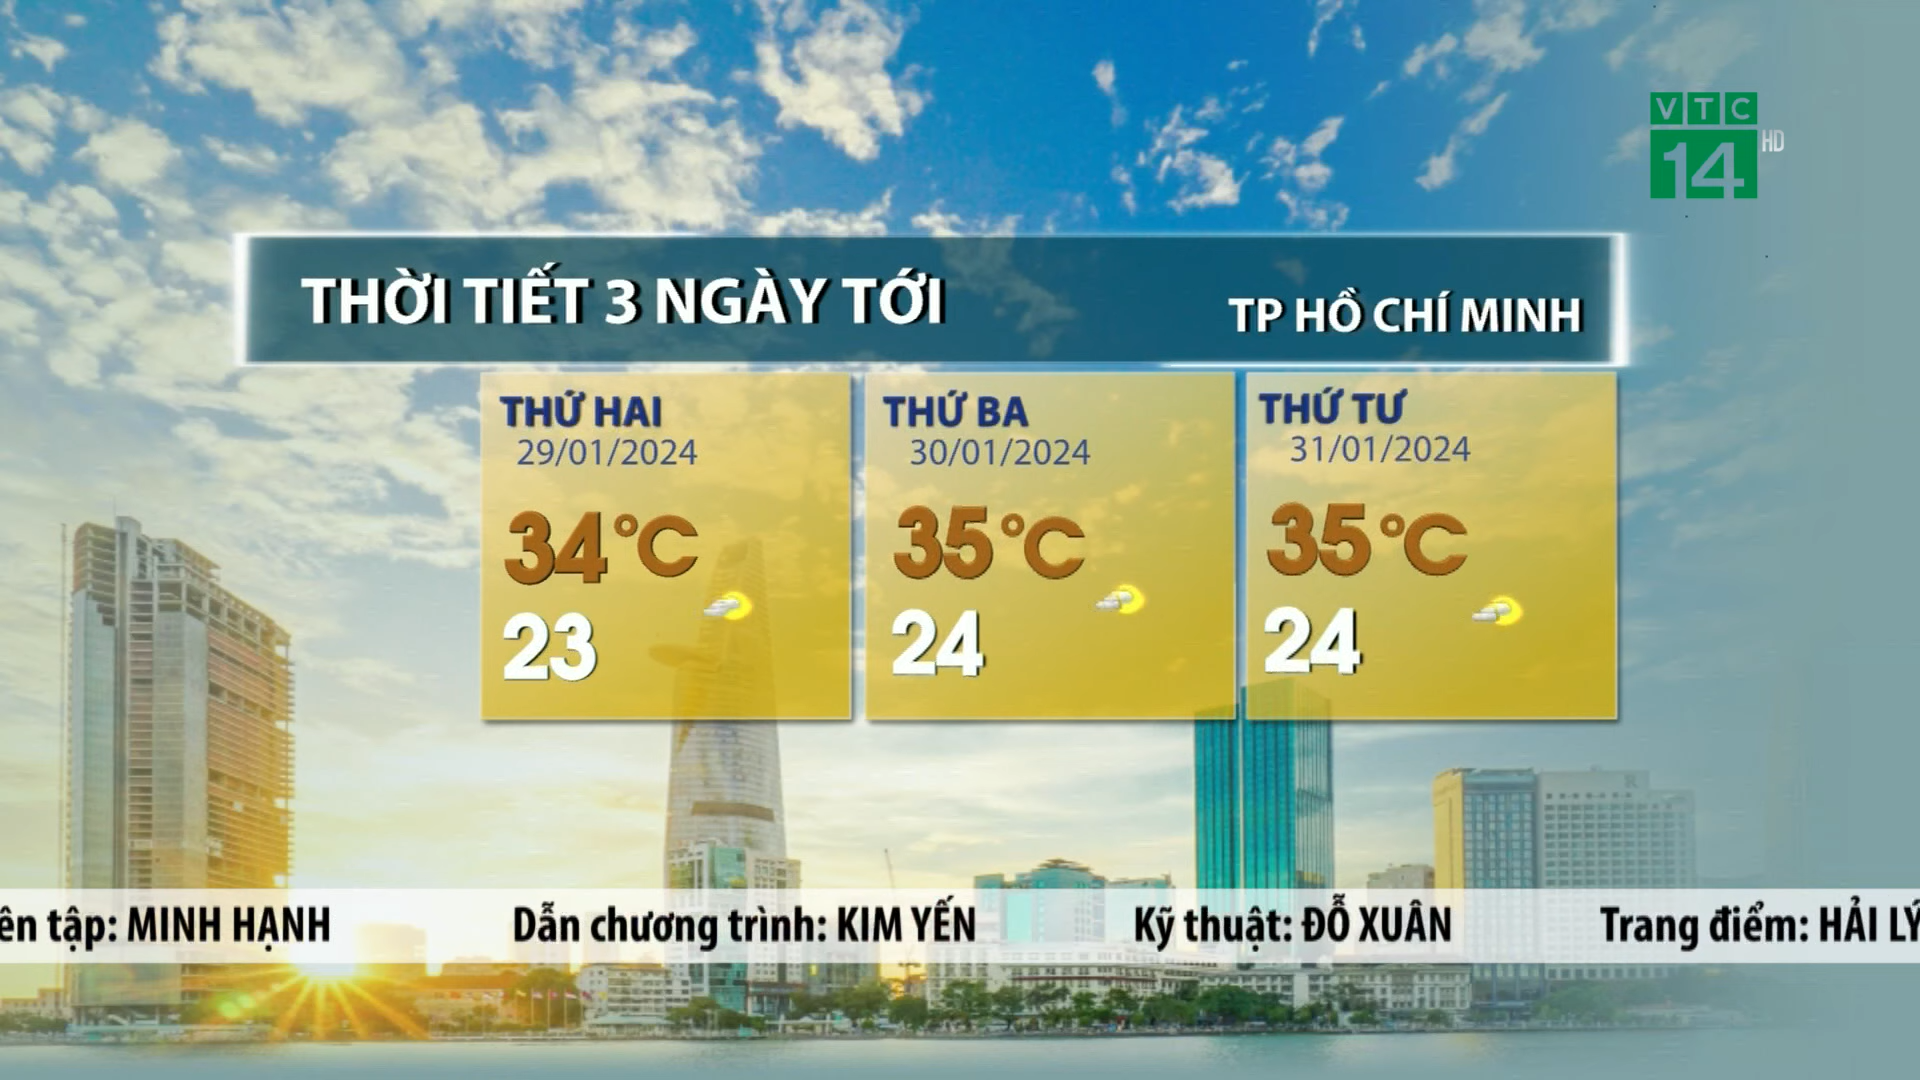 VTC
14 HD
THỜI TIẾT 3 NGÀY TỚI
TP HỒ CHÍ MINH
THỨ HAI
29/01/2024
34°C
23
THỨ BA
30/01/2024
35°C
24
THỨ TƯ
31/01/2024
35°C
24
ên tập: MINH HẠNH Dẫn chương trình: KIM YẾN Kỹ thuật: ĐỖ XUÂN Trang điểm: HẢI LÝ